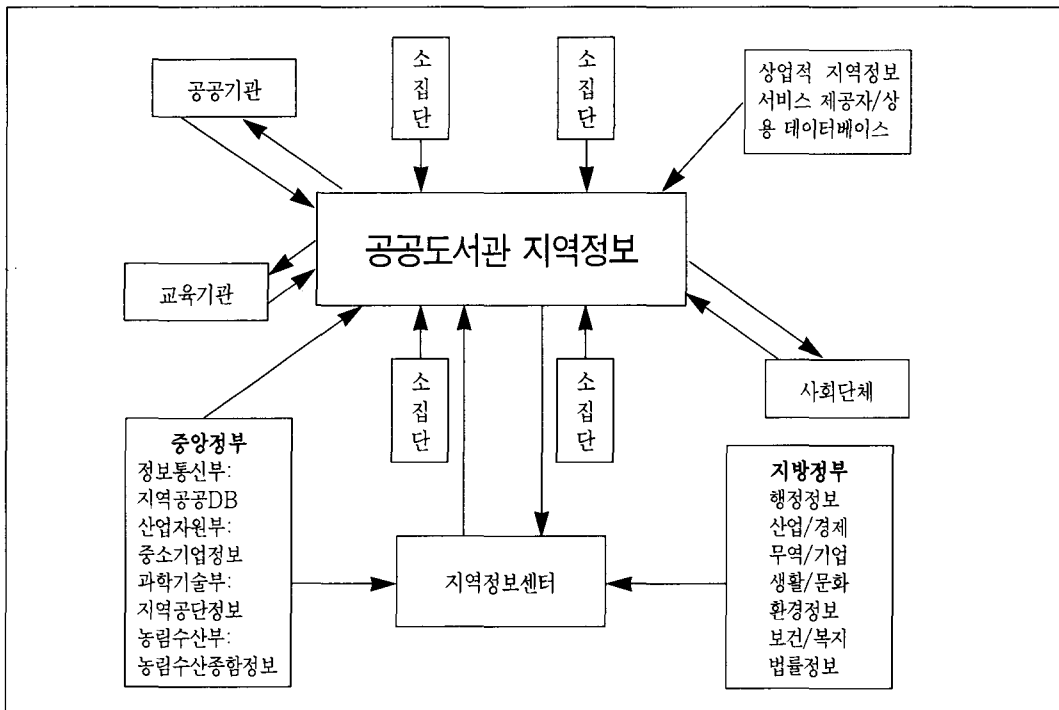 공공기관
소
집
단
소
집
단
상업적 지역정보
서비스 제공자/상
용 데이터베이스
공공도서관 지역정보
교육기관
소
집
단
소
집
단
사회단체
중앙정부
정보통신부:
지역공공DB
산업자원부:
중소기업정보
과학기술부:
지역공단정보
농림수산부:
농림수산종합정보
지역정보센터
지방정부
행정정보
산업/경제
무역/기업
생활/문화
환경정보
보건/복지
법률정보